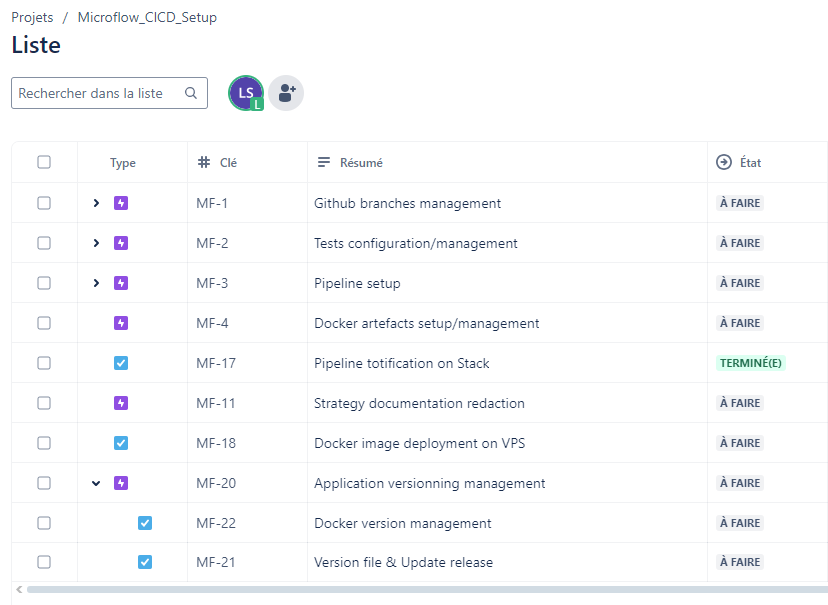 Projets / Microflow_CICD_Setup
Liste
Rechercher dans la liste LS L
Type Clé Résumé État
MF-1 Github branches management À FAIRE
MF-2 Tests configuration/management À FAIRE
MF-3 Pipeline setup À FAIRE
MF-4 Docker artefacts setup/management À FAIRE
MF-17 Pipeline totification on Stack TERMINÉ(E)
MF-11 Strategy documentation redaction À FAIRE
MF-18 Docker image deployment on VPS À FAIRE
MF-20 Application versionning management À FAIRE
MF-22 Docker version management À FAIRE
MF-21 Version file & Update release À FAIRE